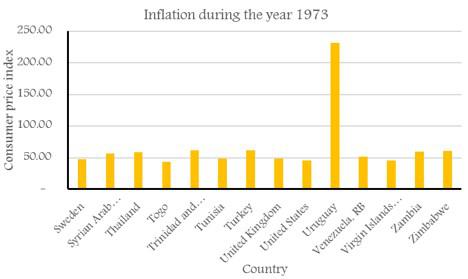 Inflation during the year 1973
Consumer price index
250.00
200.00
150.00
100.00
50.00
-
Sweden
Syrian Arab...
Thailand
Togo
Trinidad and...
Tunisia
Turkey
United Kingdom
United States
Uruguay
Venezuela, RB
Virgin Islands...
Zambia
Zimbabwe
Country